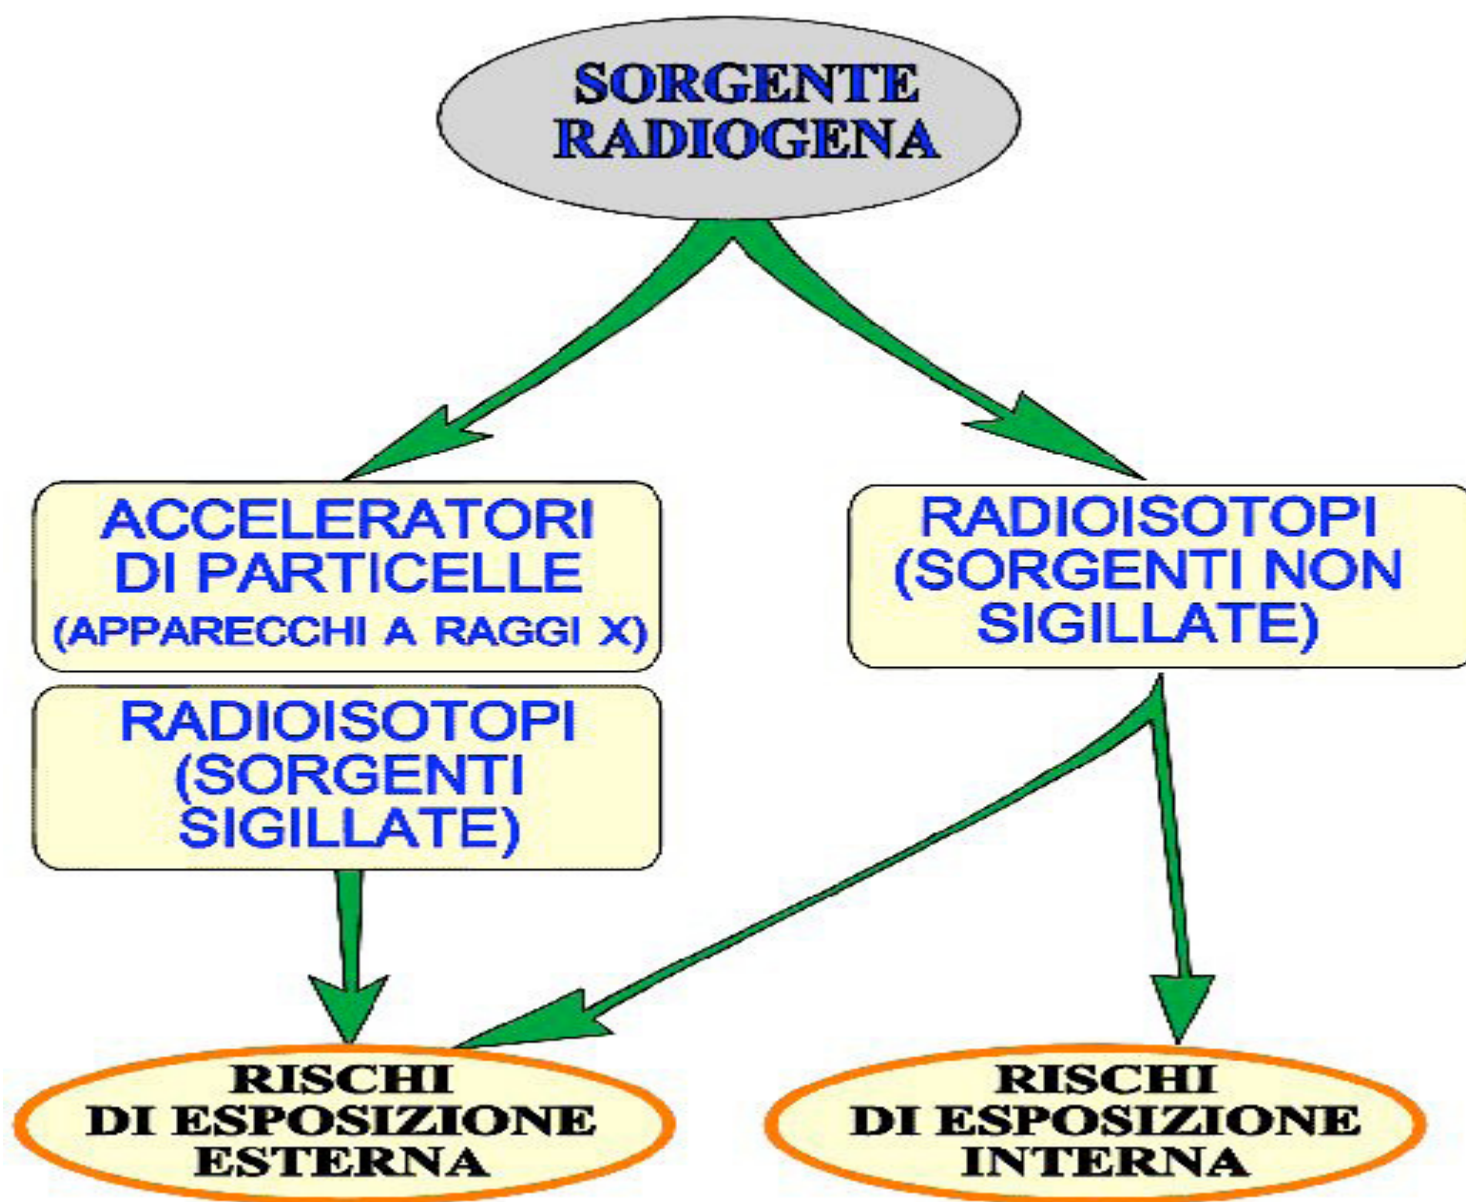 SORGENTE
RADIOGENA
ACCELERATORI
DI PARTICELLE
(APPARECCHI A RAGGI X)
RADIOISOTOPI
(SORGENTI
SIGILLATE)
RADIOISOTOPI
(SORGENTI NON
SIGILLATE)
RISCHI
DI ESPOSIZIONE
ESTERNA
RISCHI
DI ESPOSIZIONE
INTERNA